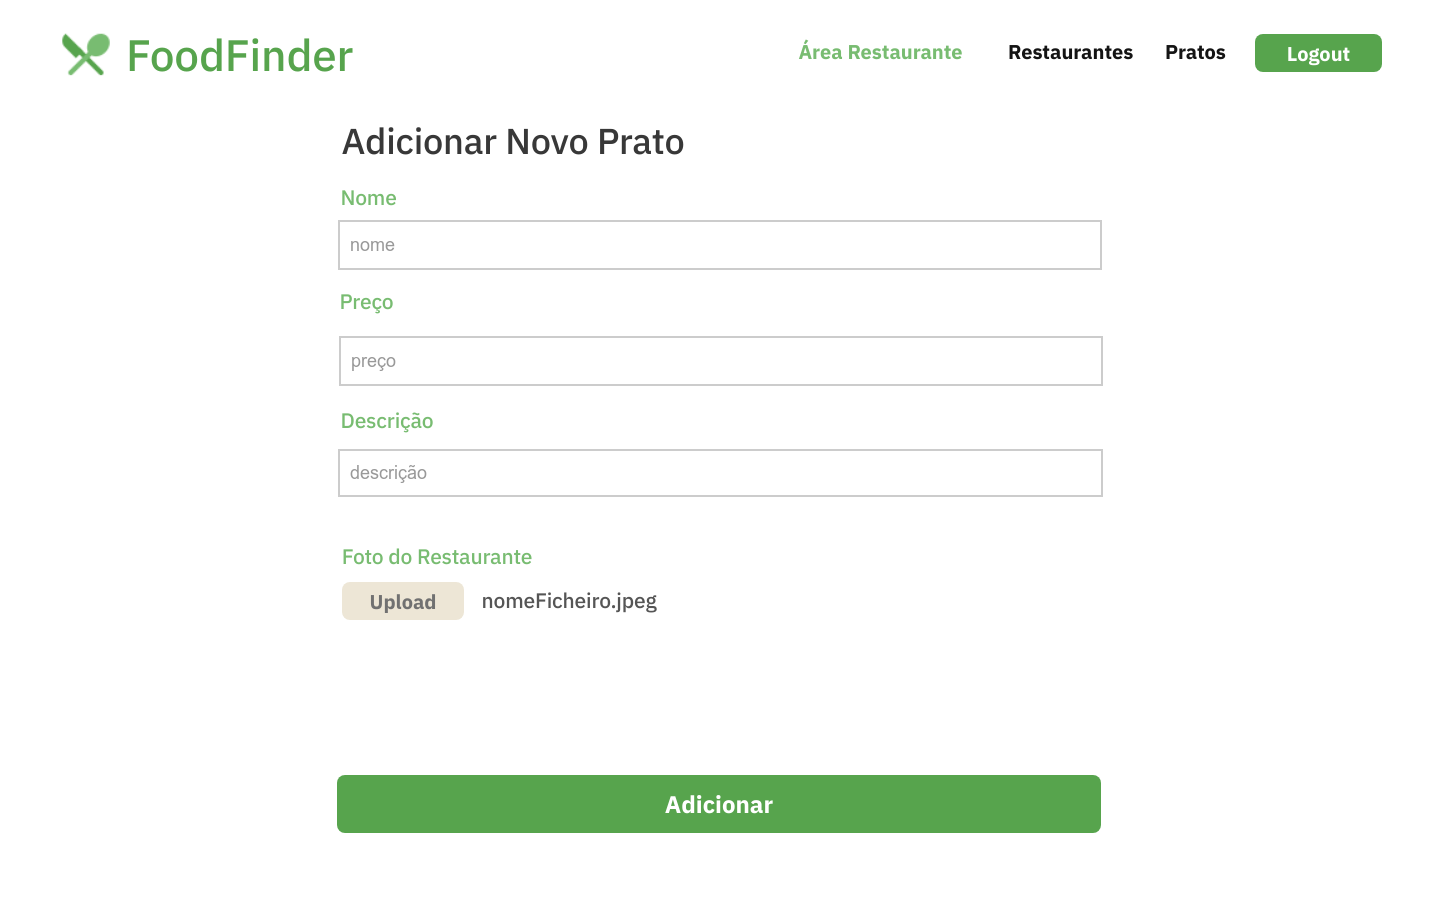 FoodFinder
Área Restaurante Restaurantes Pratos Logout
Adicionar Novo Prato
Nome
nome
Preço
preço
Descrição
descrição
Foto do Restaurante
Upload nomeFicheiro.jpeg
Adicionar